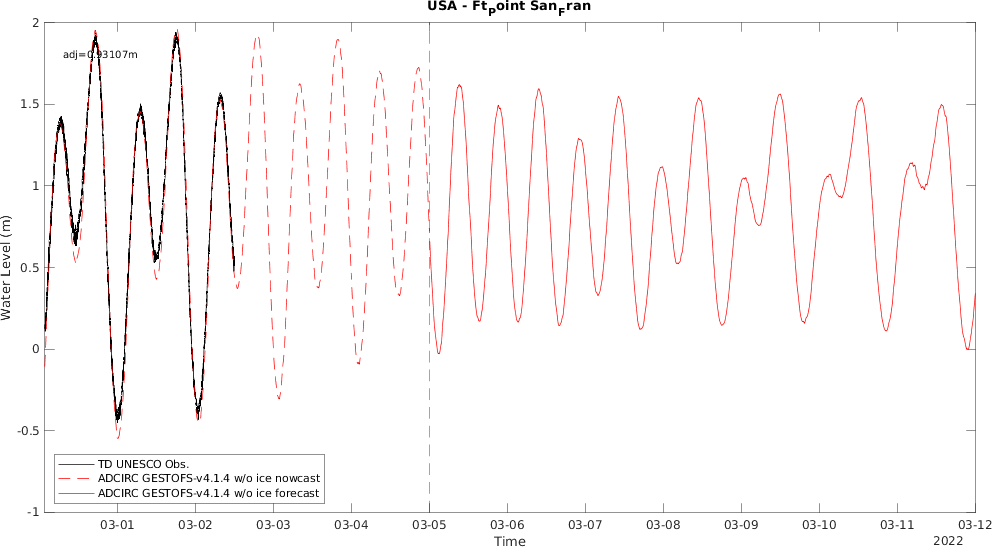 USA - Ft_Point San_Fran
adj=0.93107m
2
1.5
1
0.5
0
-0.5
-1
Water Level (m)
TD UNESCO Obs.
ADCIRC GESTOFS-v4.1.4 w/o ice nowcast
ADCIRC GESTOFS-v4.1.4 w/o ice forecast
03-01 03-02 03-03 03-04 03-05 03-06 03-07 03-08 03-09 03-10 03-11 03-12
Time
2022